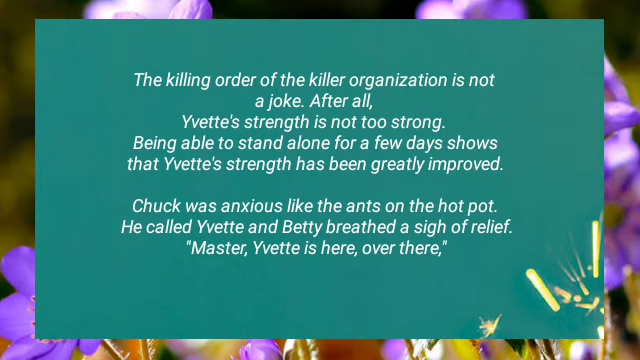 The killing order of the killer organization is not
a joke. After all,
Yvette's strength is not too strong.
Being able to stand alone for a few days shows
that Yvette's strength has been greatly improved.
Chuck was anxious like the ants on the hot pot.
He called Yvette and Betty breathed a sigh of relief.
"Master, Yvette is here, over there,"